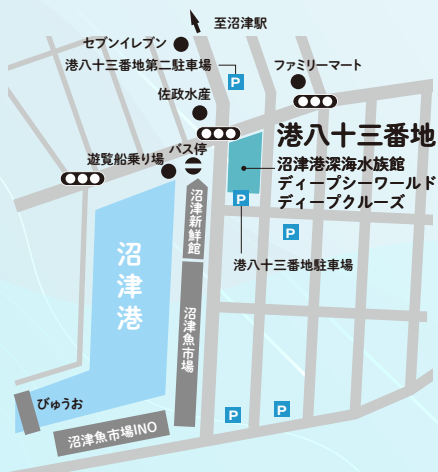 至沼津駅
セブンイレブン
港八十三番地第二駐車場
P
ファミリーマート
佐政水産
港八十三番地
バス停
遊覧船乗り場
沼津港深海水族館
ディープシーワールド
ディープクルーズ
P
沼津新鮮館
P
港八十三番地駐車場
沼津港
沼津魚市場
びゅうお
P
P
沼津魚市場INO